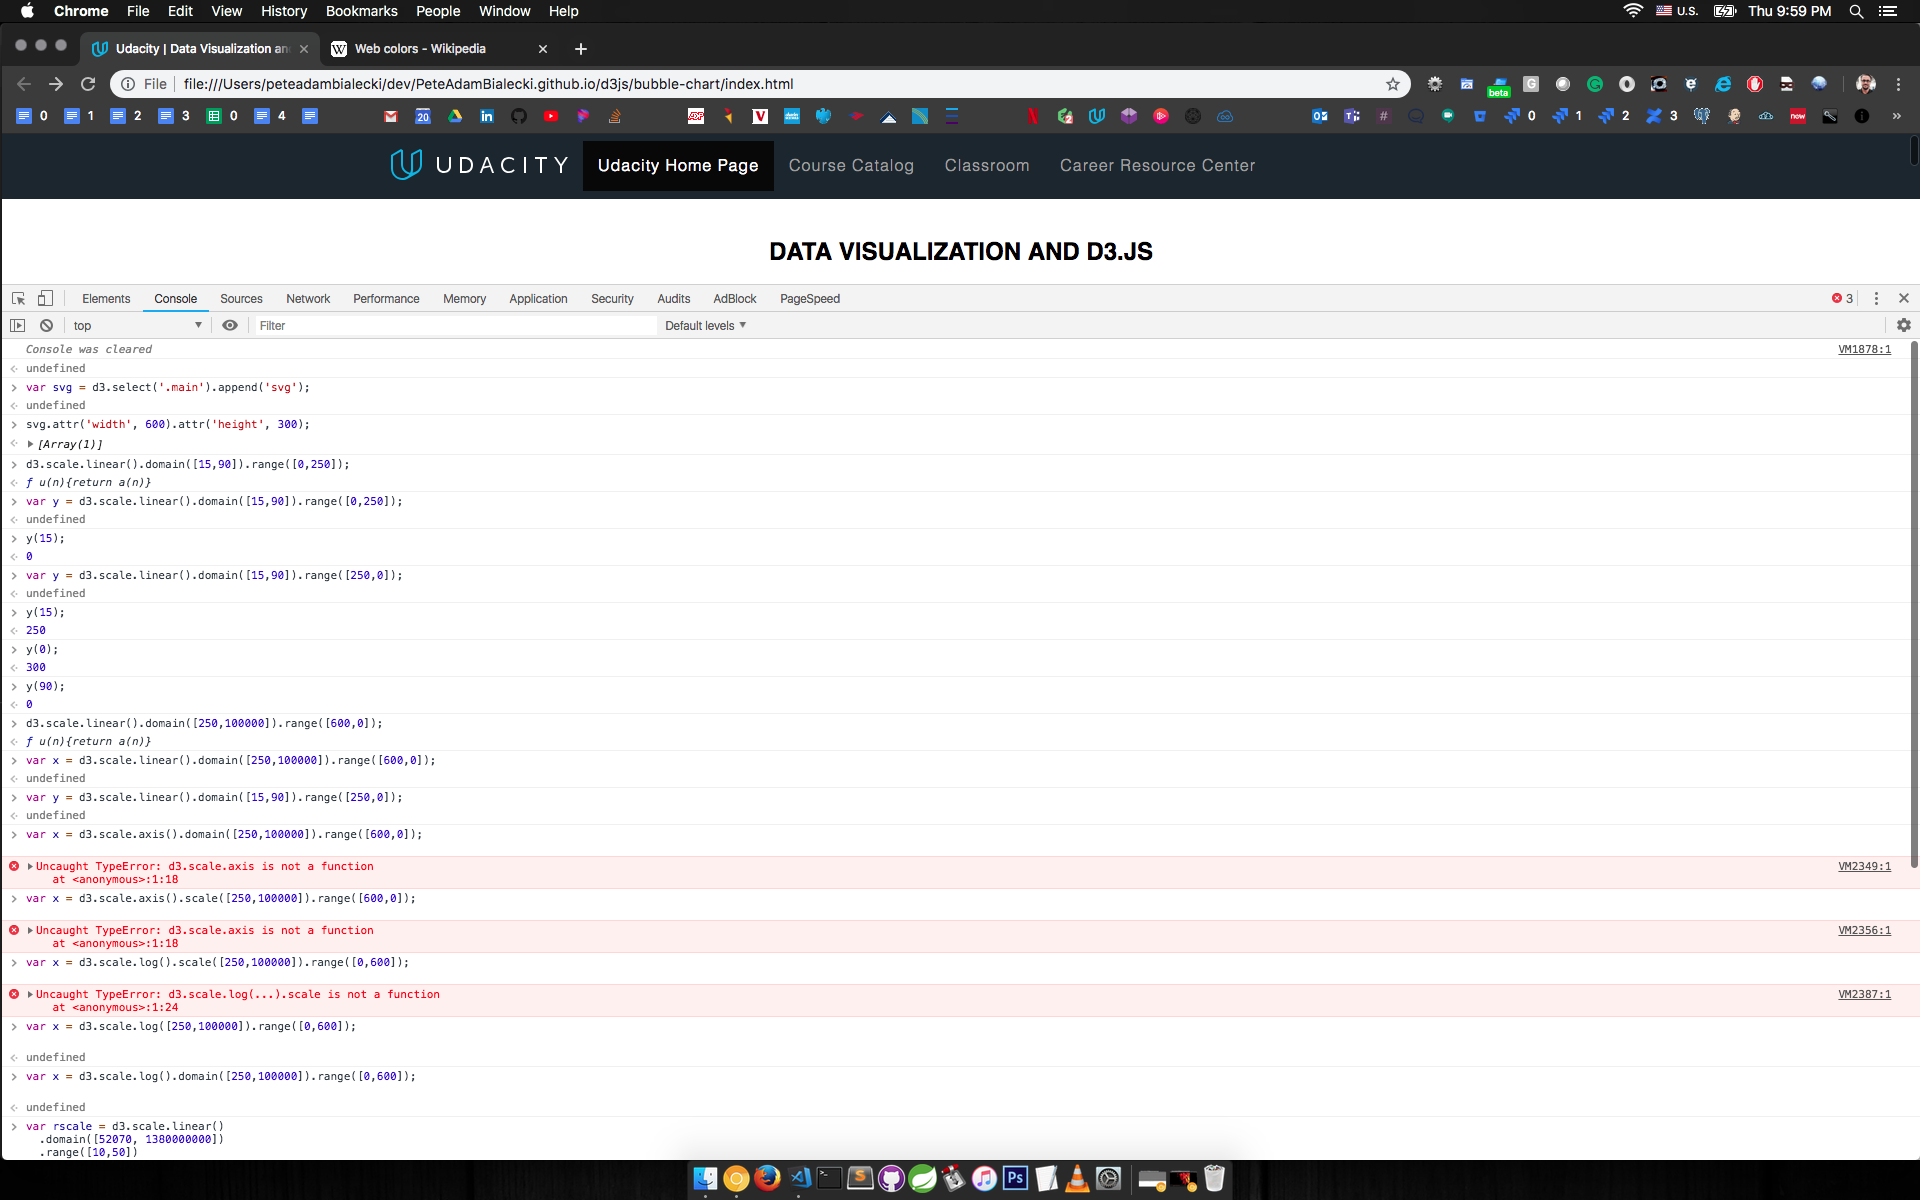 Chrome File Edit View History Bookmarks People Window Help U.S. Thu 9:59 PM
Udacity | Data Visualization an Web colors - Wikipedia
File file:///Users/peteadambialecki/dev/PeteAdamBialecki.github.io/d3js/bubble-chart/index.html beta
0 1 2 3 0 4 20 0 1 2 3 now
UDACITY Udacity Home Page Course Catalog Classroom Career Resource Center
DATA VISUALIZATION AND D3.JS
Elements Console Sources Network Performance Memory Application Security Audits AdBlock PageSpeed 3
top Filter Default levels
Console was cleared VM1878:1
undefined
var svg = d3.select('.main').append('svg');
undefined
svg.attr('width', 600).attr('height', 300);
[Array(1)]
d3.scale.linear().domain([15,90]).range([0,250]);
f u(n){return a(n)}
var y = d3.scale.linear().domain([15,90]).range([0,250]);
undefined
y(15);
0
var y = d3.scale.linear().domain([15,90]).range([250,0]);
undefined
y(15);
250
y(0);
300
y(90);
0
d3.scale.linear().domain([250,100000]).range([600,0]);
f u(n){return a(n)}
var x = d3.scale.linear().domain([250,100000]).range([600,0]);
undefined
var y = d3.scale.linear().domain([15,90]).range([250,0]);
undefined
var x = d3.scale.axis().domain([250,100000]).range([600,0]);
Uncaught TypeError: d3.scale.axis is not a function VM2349:1
at <anonymous>:1:18
var x = d3.scale.axis().scale([250,100000]).range([600,0]);
Uncaught TypeError: d3.scale.axis is not a function VM2356:1
at <anonymous>:1:18
var x = d3.scale.log().scale([250,100000]).range([0,600]);
Uncaught TypeError: d3.scale.log(...).scale is not a function VM2387:1
at <anonymous>:1:24
var x = d3.scale.log([250,100000]).range([0,600]);
undefined
var x = d3.scale.log().domain([250,100000]).range([0,600]);
undefined
var rscale = d3.scale.linear()
.domain([52070, 1380000000])
.range([10,50])
Ps